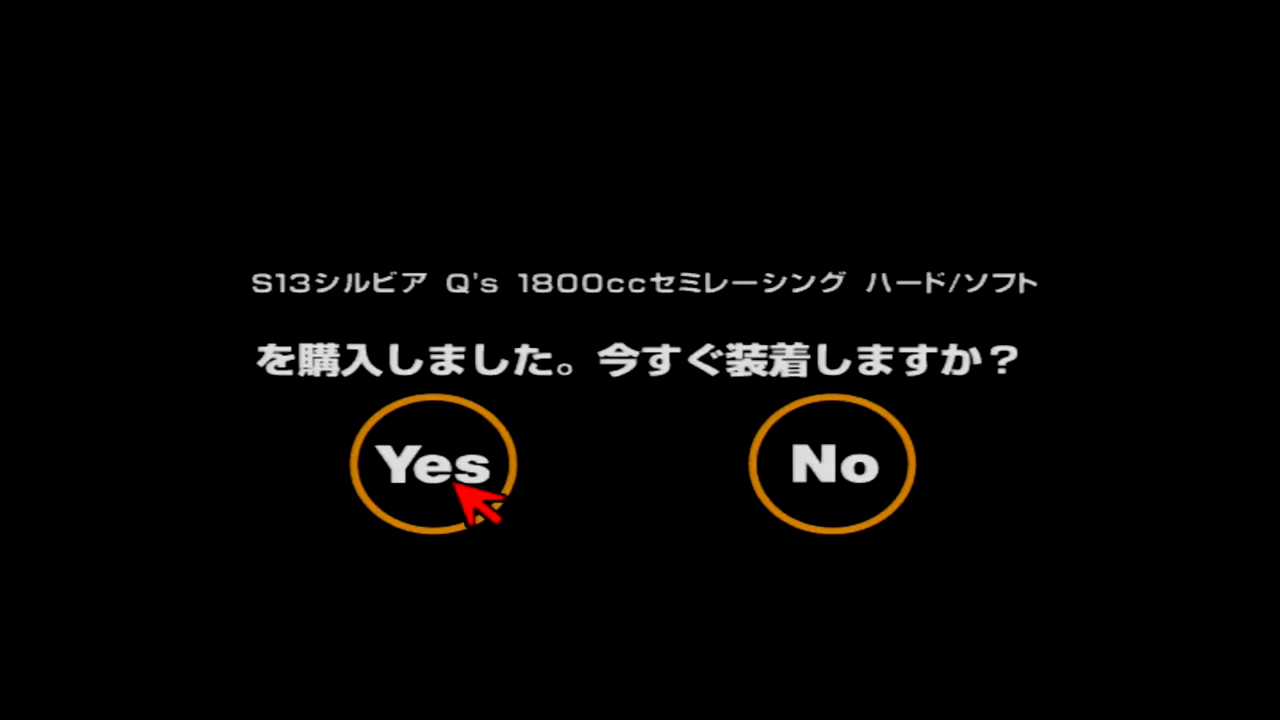 S13シルビア Q's 1800ccセミレーシング ハード/ソフト
を購入しました。今すぐ装着しますか？
Yes No